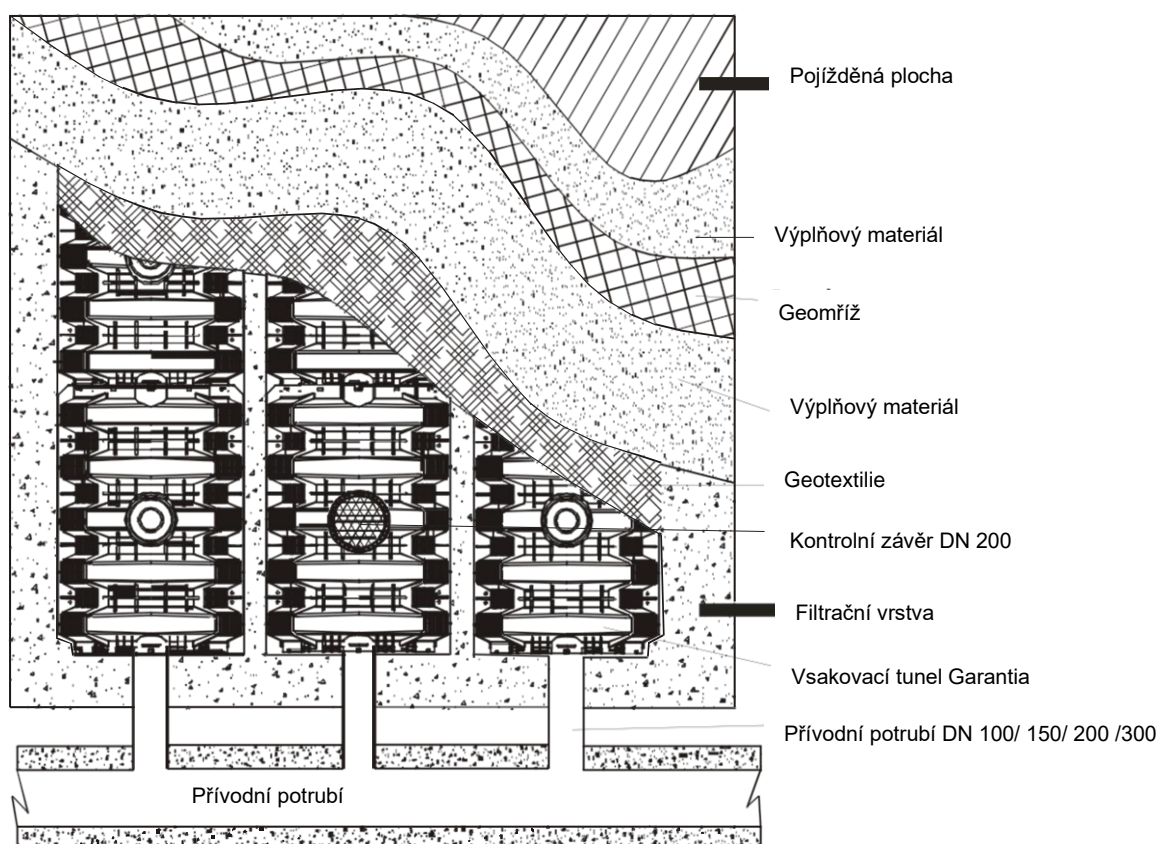 Pojížděná plocha
Výplňový materiál
Geomříž
Výplňový materiál
Geotextilie
Kontrolní závěr DN 200
Filtrační vrstva
Vsakovací tunel Garantia
Přívodní potrubí DN 100/ 150/ 200 /300
Přívodní potrubí